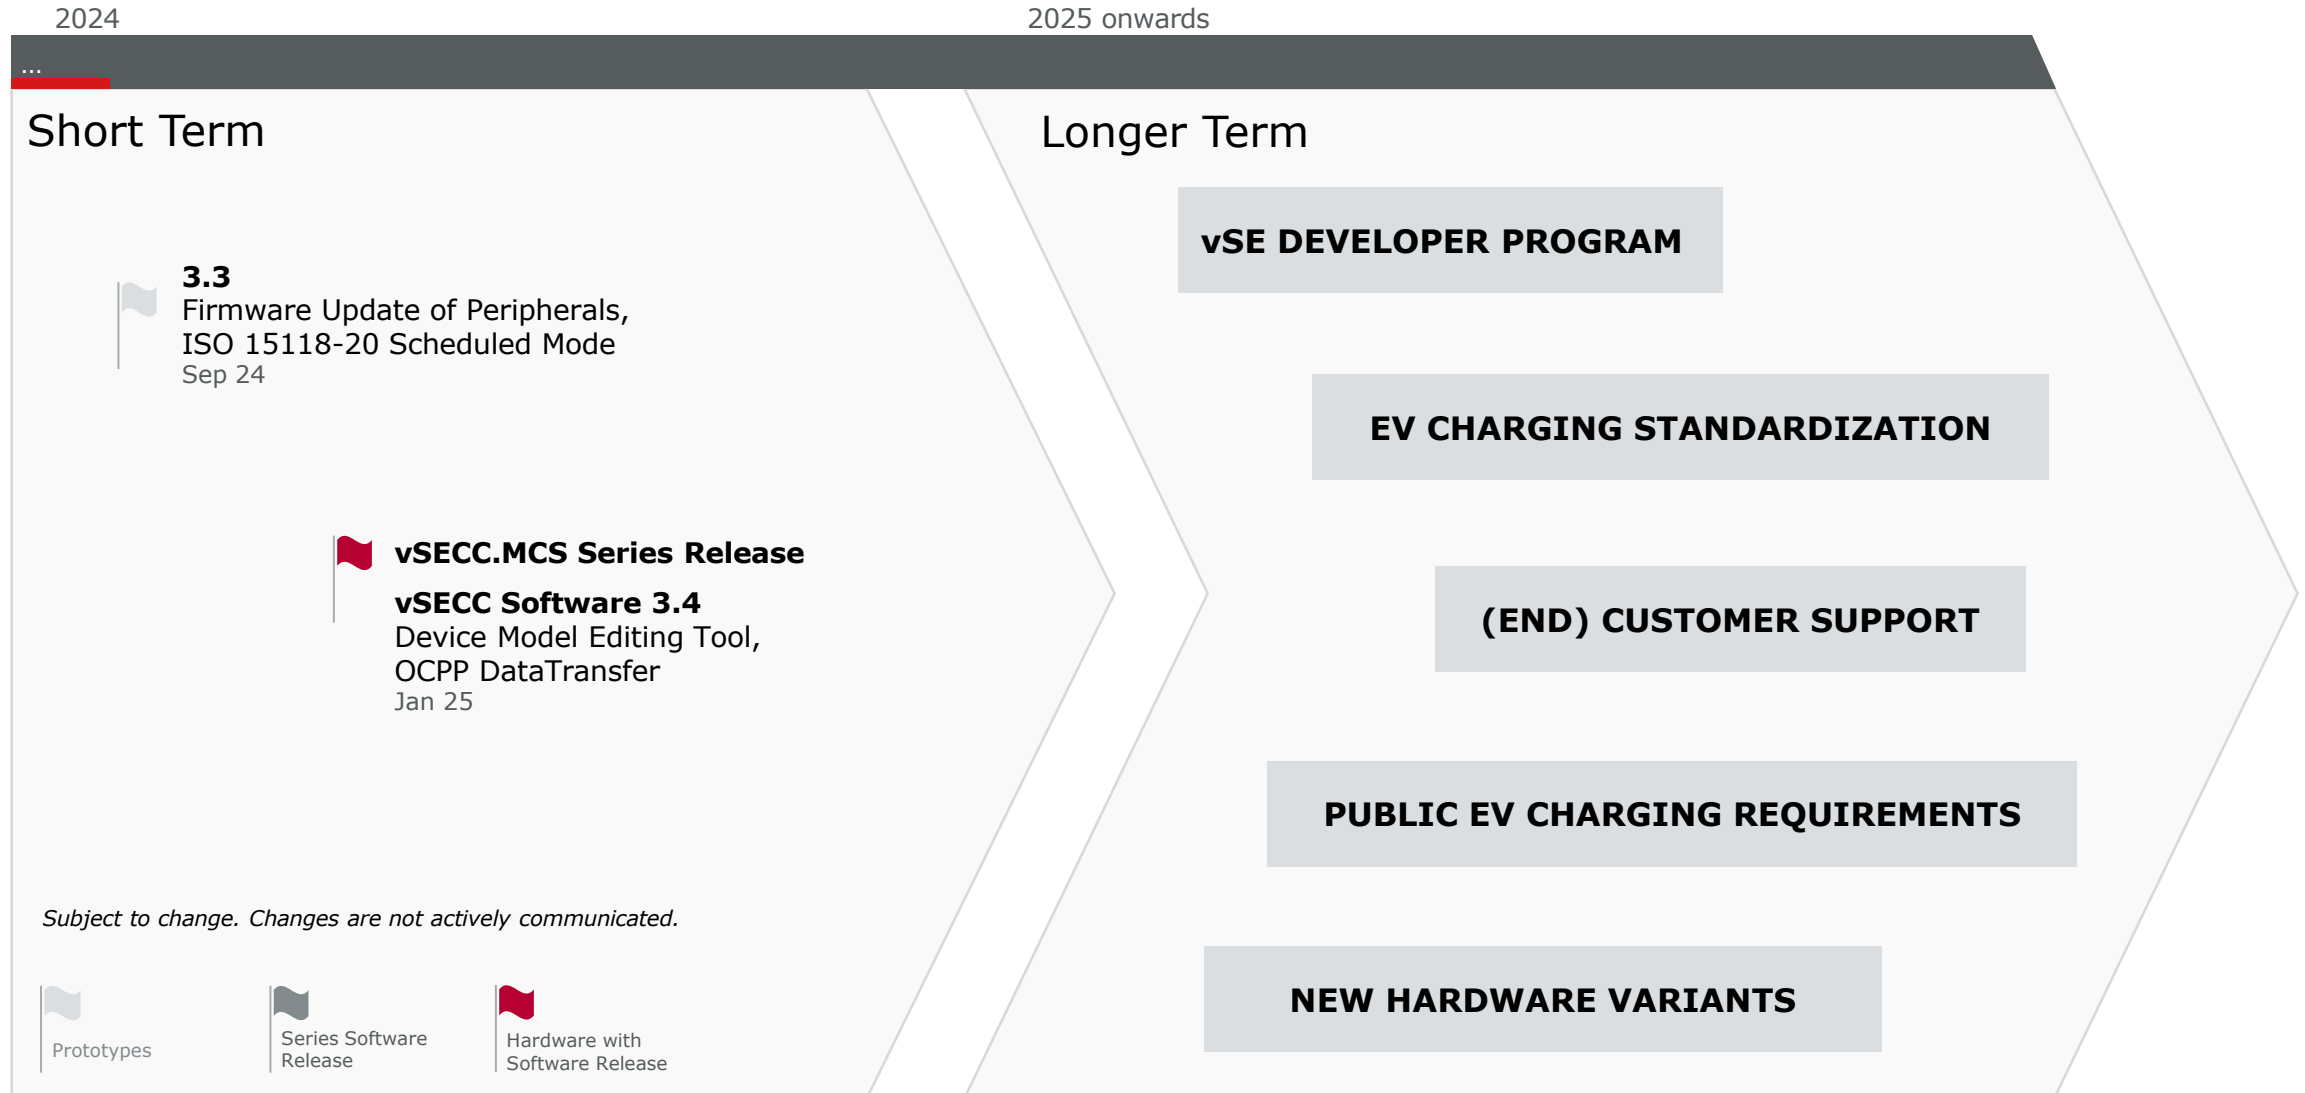 2024
2025 onwards
...
Short Term
3.3
Firmware Update of Peripherals,
ISO 15118-20 Scheduled Mode
Sep 24
vSECC.MCS Series Release
vSECC Software 3.4
Device Model Editing Tool,
OCPP DataTransfer
Jan 25
Subject to change. Changes are not actively communicated.
Prototypes
Series Software
Release
Hardware with
Software Release
Longer Term
vSE DEVELOPER PROGRAM
EV CHARGING STANDARDIZATION
(END) CUSTOMER SUPPORT
PUBLIC EV CHARGING REQUIREMENTS
NEW HARDWARE VARIANTS